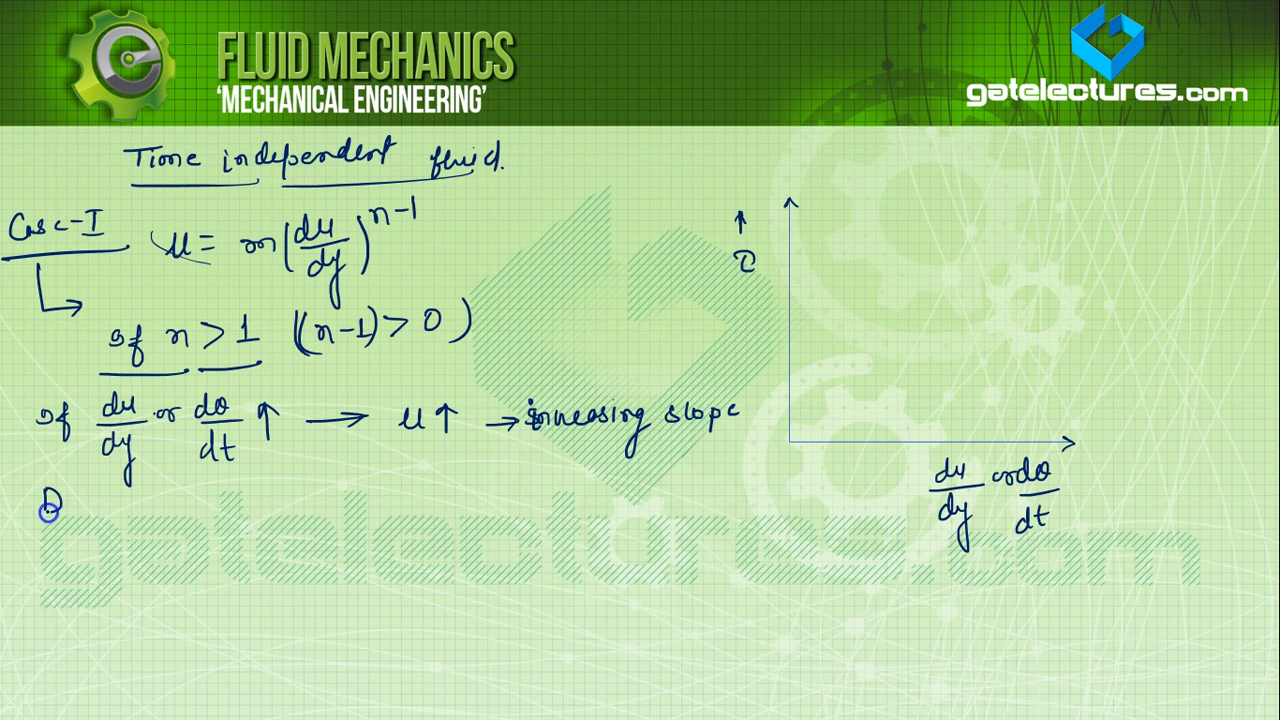 FLUID MECHANICS
'MECHANICAL ENGINEERING'
gatelectures.com
Time independent fluid.
Case-I μ = m(du/dy)^n-1
If n > 1 ((n-1) > 0)
If du/dy or dθ/dt ↑ → μ ↑ → increasing slope
D
↑
τ
du/dy or dθ/dt
gatelectures.com